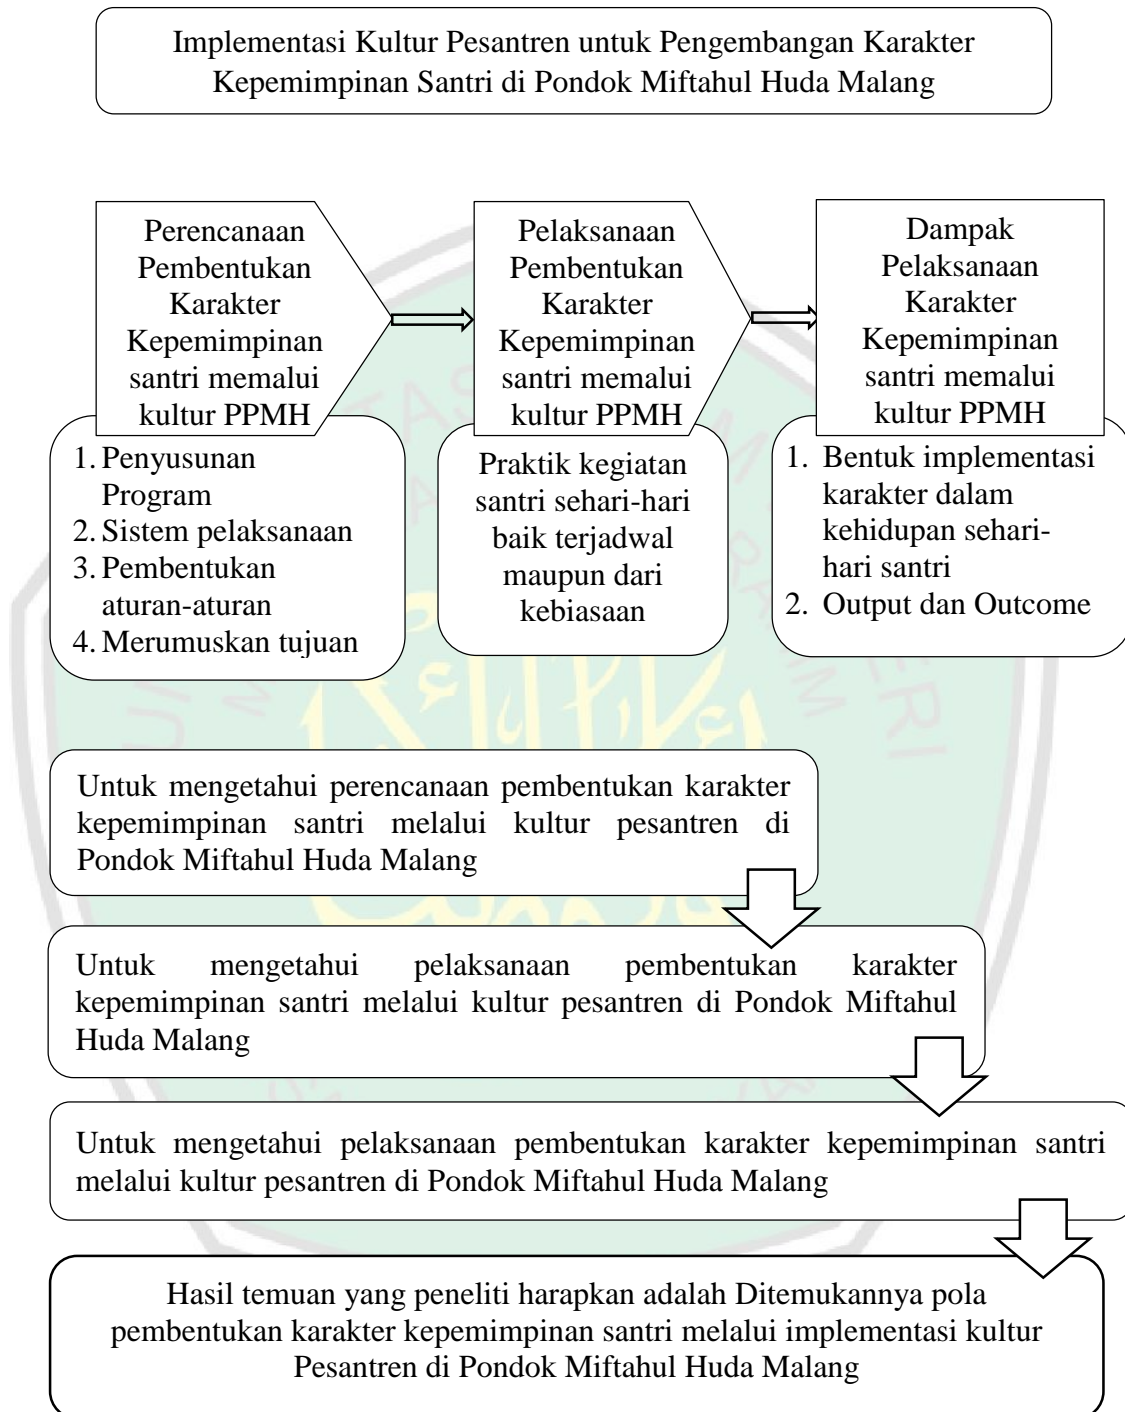 Implementasi Kultur Pesantren untuk Pengembangan Karakter
Kepemimpinan Santri di Pondok Miftahul Huda Malang
Perencanaan
Pembentukan
Karakter
Kepemimpinan
santri memalui
kultur PPMH
Pelaksanaan
Pembentukan
Karakter
Kepemimpinan
santri memalui
kultur PPMH
Dampak
Pelaksanaan
Karakter
Kepemimpinan
santri memalui
kultur PPMH
1. Penyusunan
Program
2. Sistem pelaksanaan
3. Pembentukan
aturan-aturan
4. Merumuskan tujuan
Praktik kegiatan
santri sehari-hari
baik terjadwal
maupun dari
kebiasaan
1. Bentuk implementasi
karakter dalam
kehidupan sehari-
hari santri
2. Output dan Outcome
Untuk mengetahui perencanaan pembentukan karakter
kepemimpinan santri melalui kultur pesantren di
Pondok Miftahul Huda Malang
Untuk mengetahui pelaksanaan pembentukan karakter
kepemimpinan santri melalui kultur pesantren di Pondok Miftahul
Huda Malang
Untuk mengetahui pelaksanaan pembentukan karakter kepemimpinan santri
melalui kultur pesantren di Pondok Miftahul Huda Malang
Hasil temuan yang peneliti harapkan adalah Ditemukannya pola
pembentukan karakter kepemimpinan santri melalui implementasi kultur
Pesantren di Pondok Miftahul Huda Malang